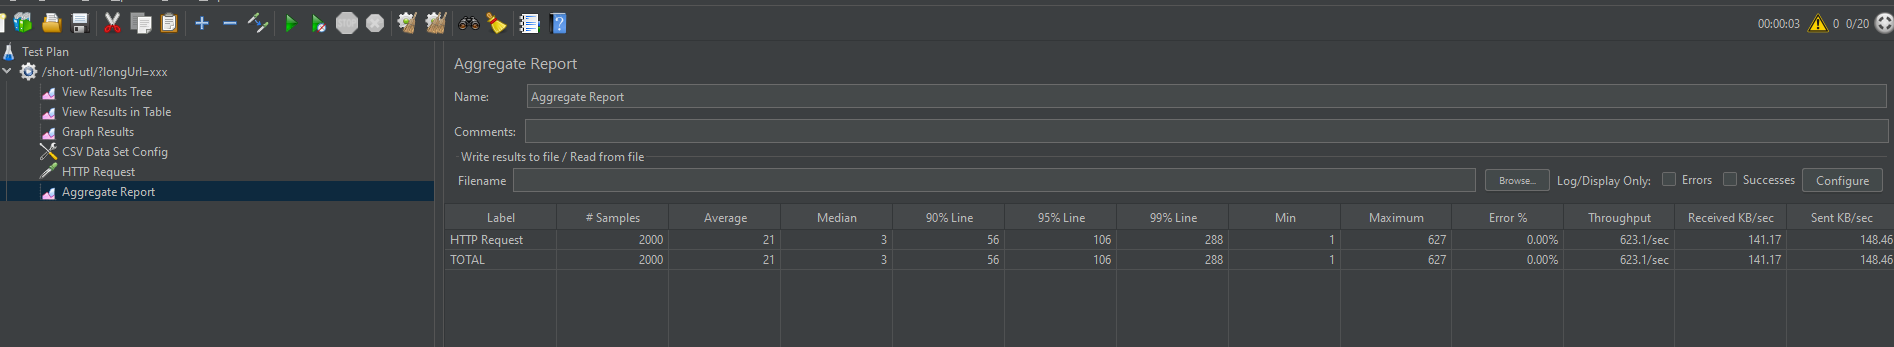 00:00:03 0 0/20
Test Plan
/short-utl/?longUrl=xxx
View Results Tree
View Results in Table
Graph Results
CSV Data Set Config
HTTP Request
Aggregate Report
Aggregate Report
Name: Aggregate Report
Comments:
Write results to file / Read from file
Filename Browse... Log/Display Only: Errors Successes Configure
Label # Samples Average Median 90% Line 95% Line 99% Line Min Maximum Error % Throughput Received KB/sec Sent KB/sec
HTTP Request 2000 21 3 56 106 288 1 627 0.00% 623.1/sec 141.17 148.46
TOTAL 2000 21 3 56 106 288 1 627 0.00% 623.1/sec 141.17 148.46